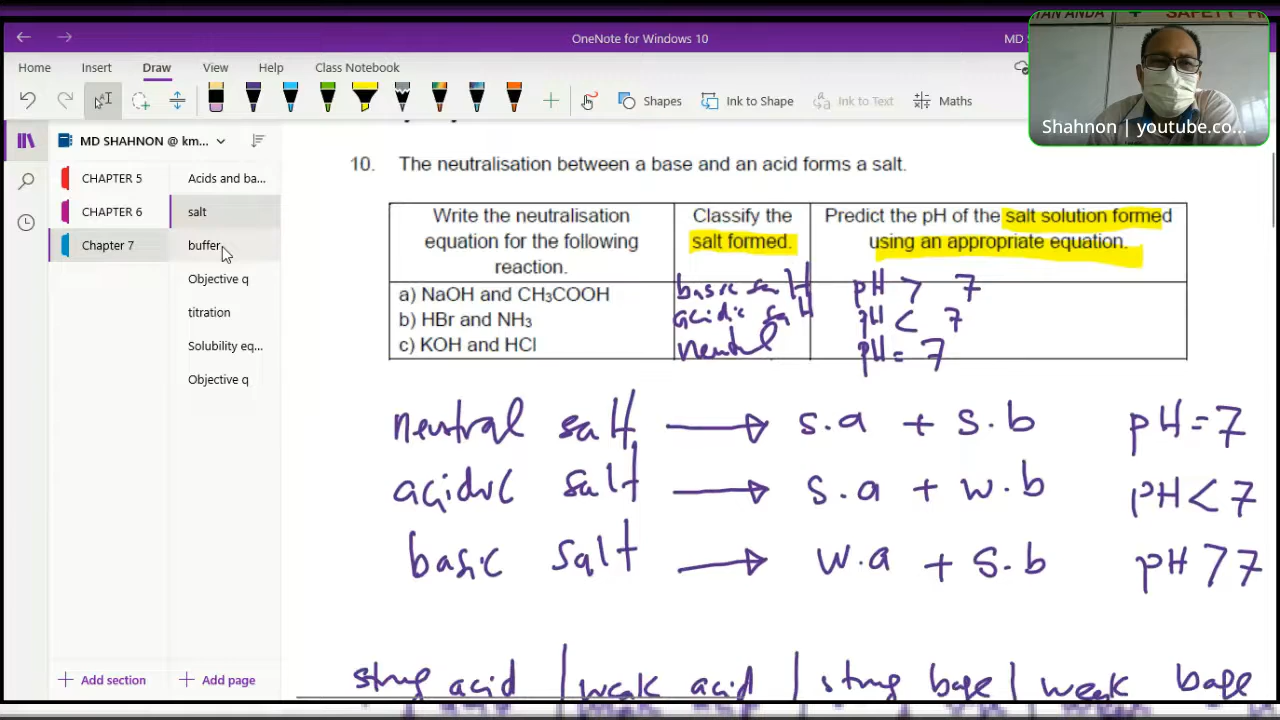 TAN ANDA + SAFETY FI
OneNote for Windows 10
MD S
Home Insert Draw View Help Class Notebook
Shapes Ink to Shape Ink to Text Maths
Shahnon | youtube.co...
MD SHAHNON @ km...
CHAPTER 5
CHAPTER 6
Chapter 7
Acids and ba...
salt
buffer
Objective q
titration
Solubility eq...
Objective q
Add section
Add page
10. The neutralisation between a base and an acid forms a salt.
Write the neutralisation
equation for the following
reaction.
Classify the
salt formed.
Predict the pH of the salt solution formed
using an appropriate equation.
a) NaOH and CH₃COOH basic salt pH > 7
b) HBr and NH₃ acidic salt pH < 7
c) KOH and HCl neutral pH = 7
neutral salt → s.a + s.b pH = 7
acidic salt → s.a + w.b pH < 7
basic salt → w.a + s.b pH > 7
strong acid | weak acid | strong base | weak base